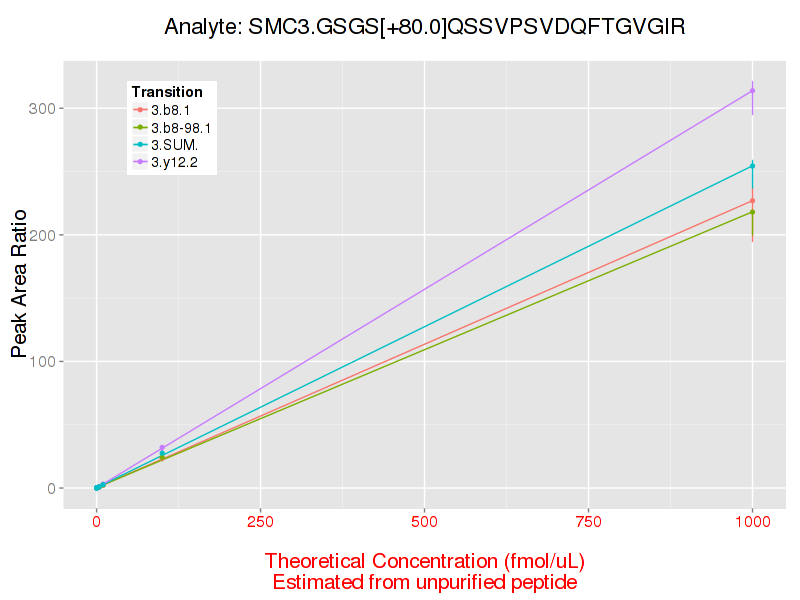 Analyte: SMC3.GSGS[+80.0]QSSVPSVDQFTGVGIR
Transition
3.b8.1
3.b8-98.1
3.SUM.
3.y12.2
Peak Area Ratio
300
200
100
0
0 250 500 750 1000
Theoretical Concentration (fmol/uL)
Estimated from unpurified peptide